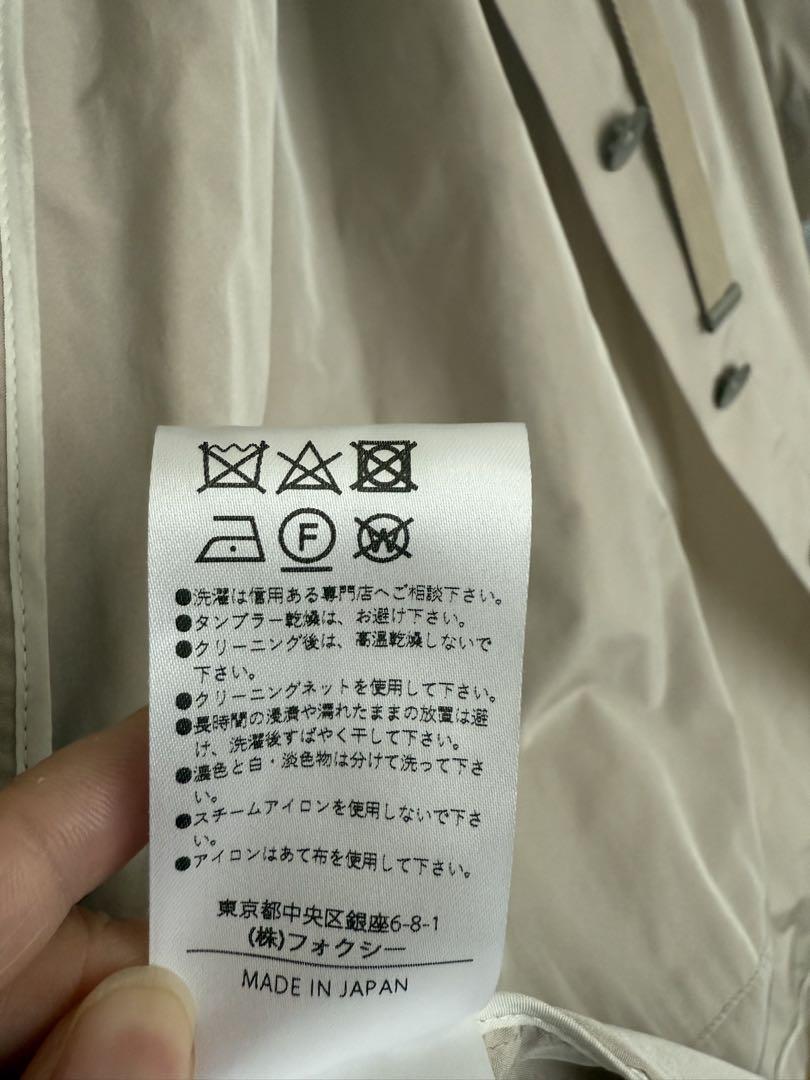 F W
●洗濯は信用ある専門店へご相談下さい。
●タンブラー乾燥は、お避け下さい。
●クリーニング後は、高温乾燥しないで
下さい。
●クリーニングネットを使用して下さい。
●長時間の浸漬や濡れたままの放置は避
け、洗濯後すばやく干して下さい。
●濃色と白・淡色物は分けて洗って下さ
い。
●スチームアイロンを使用しないで下さ
い。
●アイロンはあて布を使用して下さい。
東京都中央区銀座6-8-1
(株)フォクシー
MADE IN JAPAN